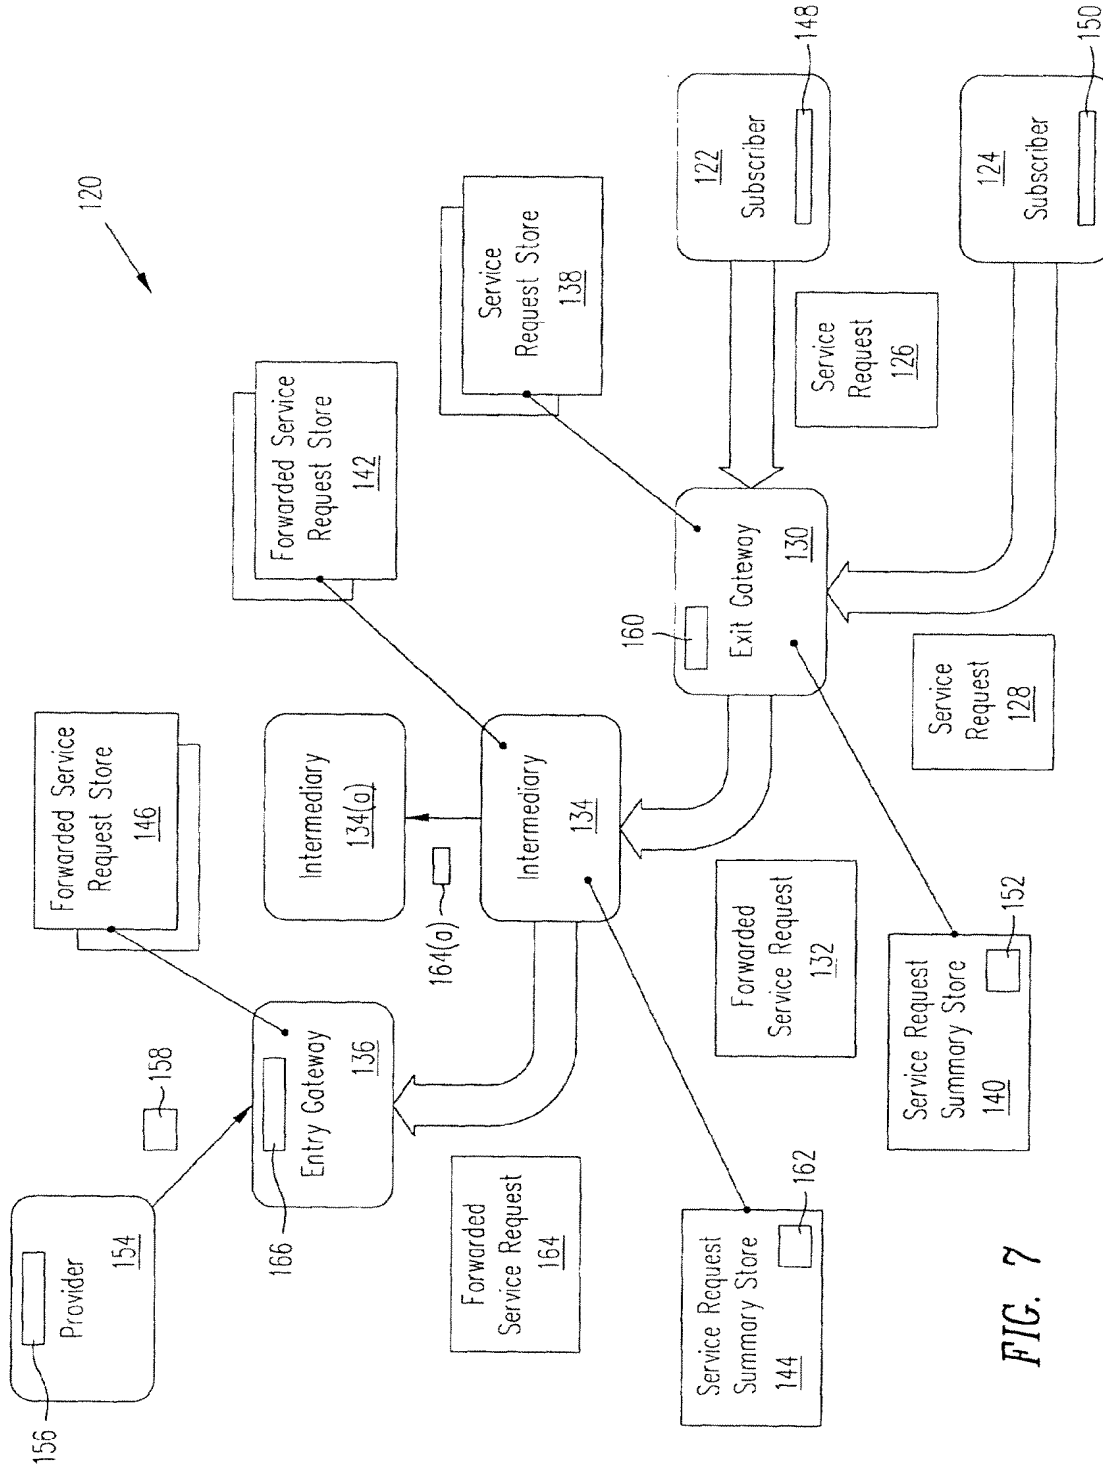 120
156
Provider
154
158
166
Entry Gateway
136
Forwarded Service
Request Store
146
Forwarded
Service Request
164
164(a)
Intermediary
134(a)
Intermediary
134
Forwarded Service
Request Store
142
Service Request
Summary Store
144
162
Forwarded
Service Request
132
160
Exit Gateway
130
Service
Request Store
138
Service Request
Summary Store
140
152
Service
Request
128
Service
Request
126
122
Subscriber
148
124
Subscriber
150
FIG. 7